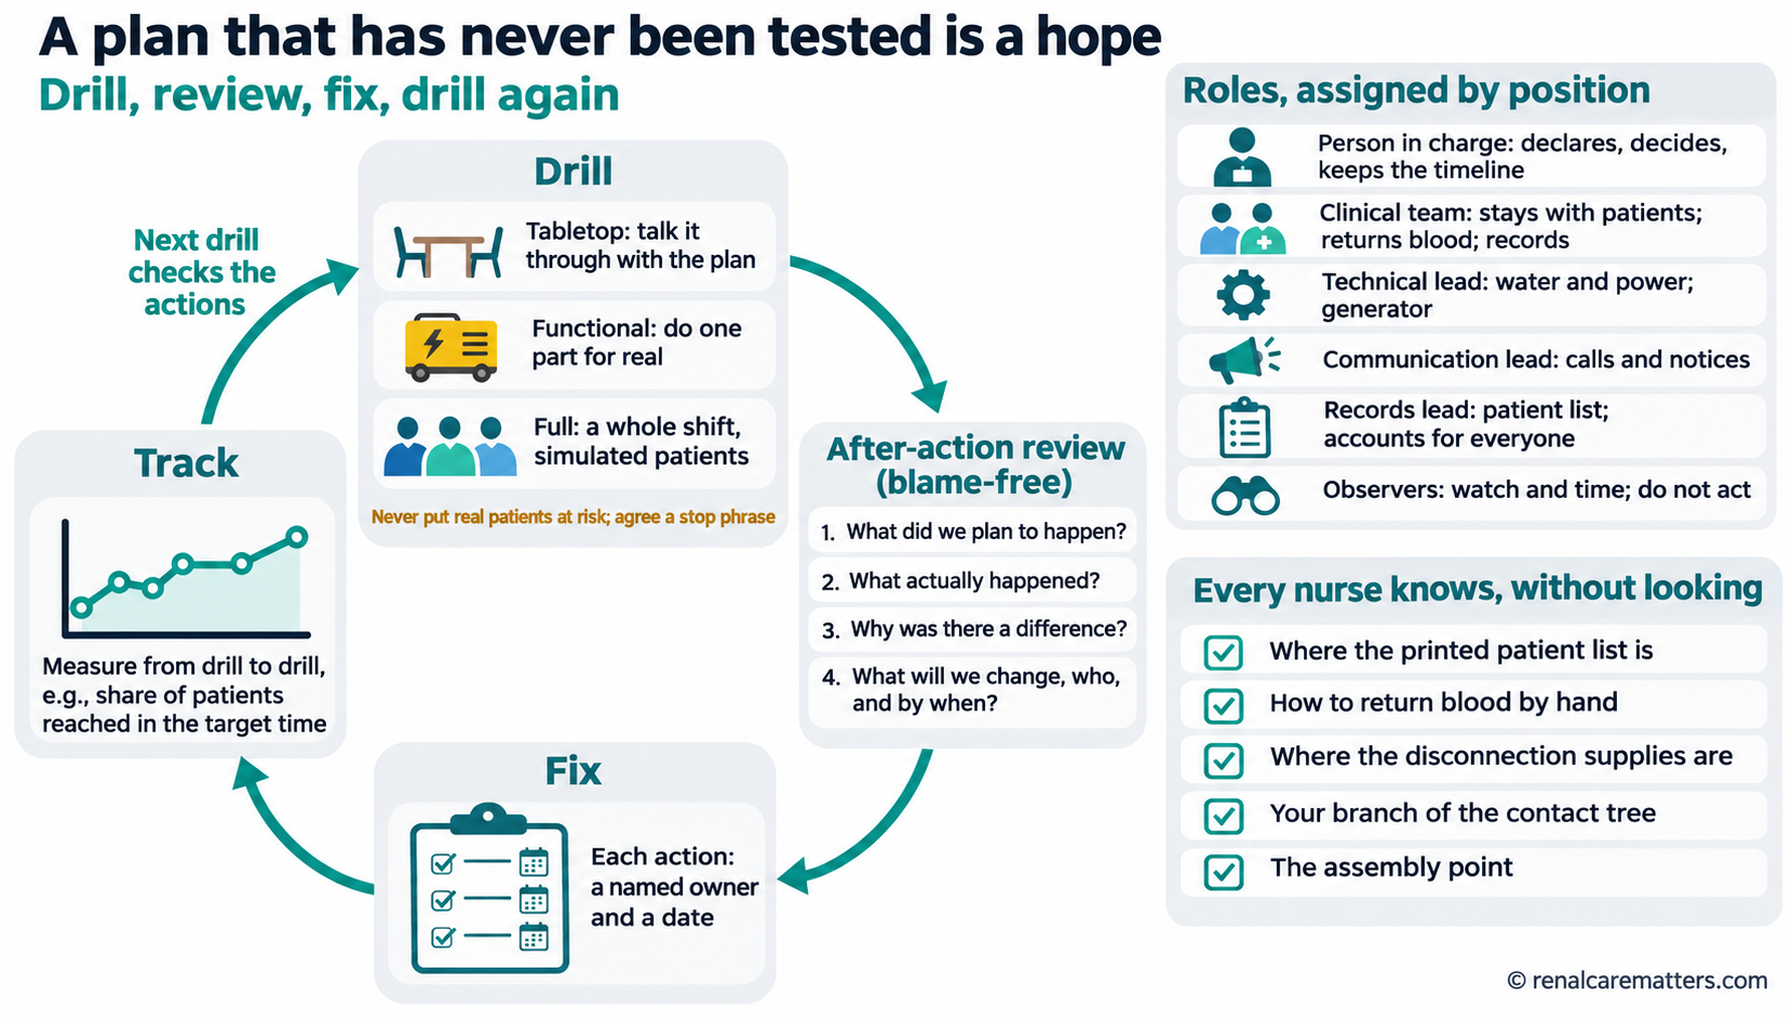 A plan that has never been tested is a hope
Drill, review, fix, drill again
Next drill
checks the
actions
Drill
Tabletop: talk it
through with the plan
Functional: do one
part for real
Full: a whole shift,
simulated patients
Never put real patients at risk; agree a stop phrase
After-action review
(blame-free)
1. What did we plan to happen?
2. What actually happened?
3. Why was there a difference?
4. What will we change, who,
and by when?
Fix
Each action:
a named owner
and a date
Track
Measure from drill to drill,
e.g., share of patients
reached in the target time
Roles, assigned by position
Person in charge: declares, decides,
keeps the timeline
Clinical team: stays with patients;
returns blood; records
Technical lead: water and power;
generator
Communication lead: calls and notices
Records lead: patient list;
accounts for everyone
Observers: watch and time; do not act
Every nurse knows, without looking
Where the printed patient list is
How to return blood by hand
Where the disconnection supplies are
Your branch of the contact tree
The assembly point
© renalcarematters.com